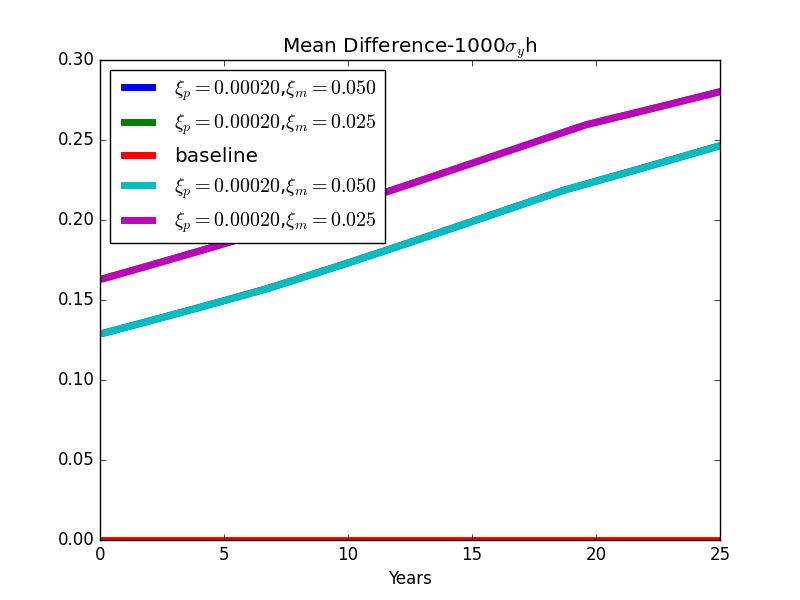 Mean Difference-1000σ_yh
0.30
0.25
0.20
0.15
0.10
0.05
0.00
ξ_p = 0.00020,ξ_m = 0.050
ξ_p = 0.00020,ξ_m = 0.025
baseline
ξ_p = 0.00020,ξ_m = 0.050
ξ_p = 0.00020,ξ_m = 0.025
0 5 10 15 20 25
Years